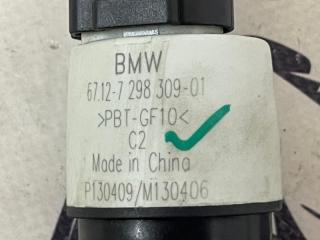 BMW
67.12-7 298 309-01
>PBT-GF10<
C2
Made in China
P130409/M130406